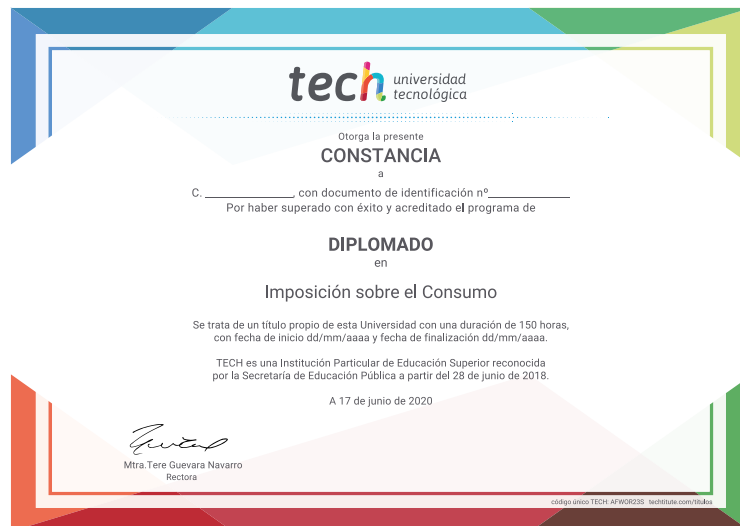 tech universidad
tecnológica
Otorga la presente
CONSTANCIA
a
C. ______________, con documento de identificación nº______________
Por haber superado con éxito y acreditado el programa de
DIPLOMADO
en
Imposición sobre el Consumo
Se trata de un título propio de esta Universidad con una duración de 150 horas,
con fecha de inicio dd/mm/aaaa y fecha de finalización dd/mm/aaaa.
TECH es una Institución Particular de Educación Superior reconocida
por la Secretaría de Educación Pública a partir del 28 de junio de 2018.
A 17 de junio de 2020
Mtra.Tere Guevara Navarro
Rectora
código único TECH: AFWOR23S techtitute.com/titulos